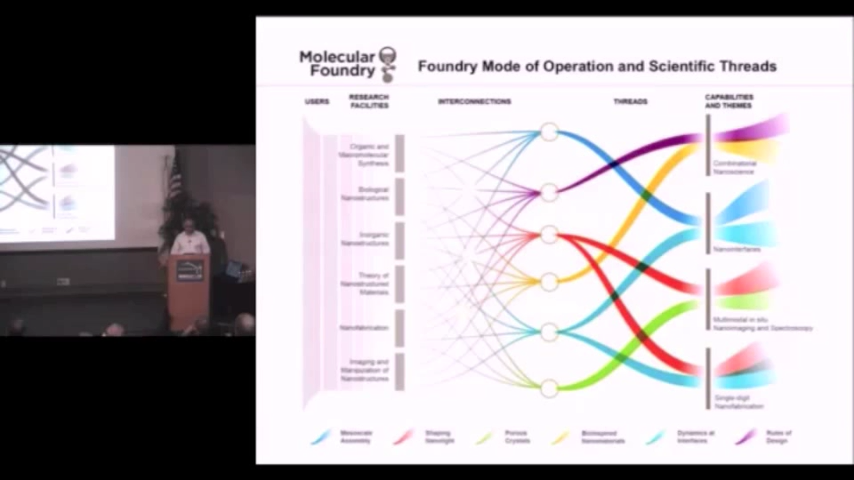 Molecular
Foundry
Foundry Mode of Operation and Scientific Threads
USERS
RESEARCH
FACILITIES
INTERCONNECTIONS
THREADS
CAPABILITIES
AND THEMES
Organic and
Macromolecular
Synthesis
Biological
Nanostructures
Inorganic
Nanostructures
Theory of
Nanostructured
Materials
Nanofabrication
Imaging and
Manipulation of
Nanostructures
Combinatorial
Nanoscience
Nanointerfaces
Multimodal in situ
Nanoimaging and Spectroscopy
Single-digit
Nanofabrication
Mesoscale
Assembly
Shaping
Nanolight
Porous
Crystals
Bioinspired
Nanomaterials
Dynamics at
Interfaces
Rules of
Design